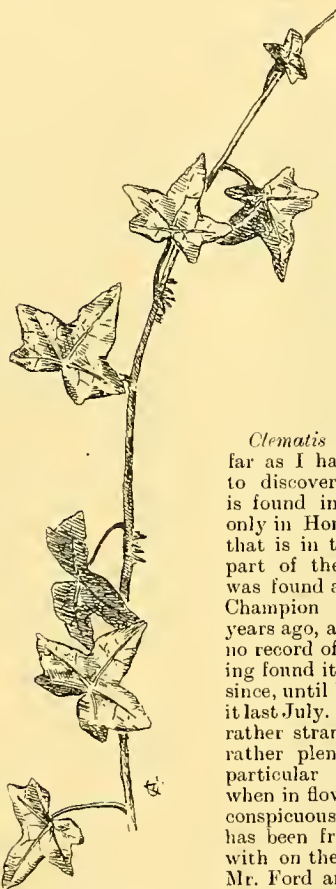 Clematis
far as I ha
to discover
is found in
only in Hon
that is in t
part of the
was found a
Champion
years ago, a
no record of
ing found it
since, until
it last July.
rather stran
rather plen
particular
when in flov
conspicuous
has been fr
with on the
Mr. Ford an